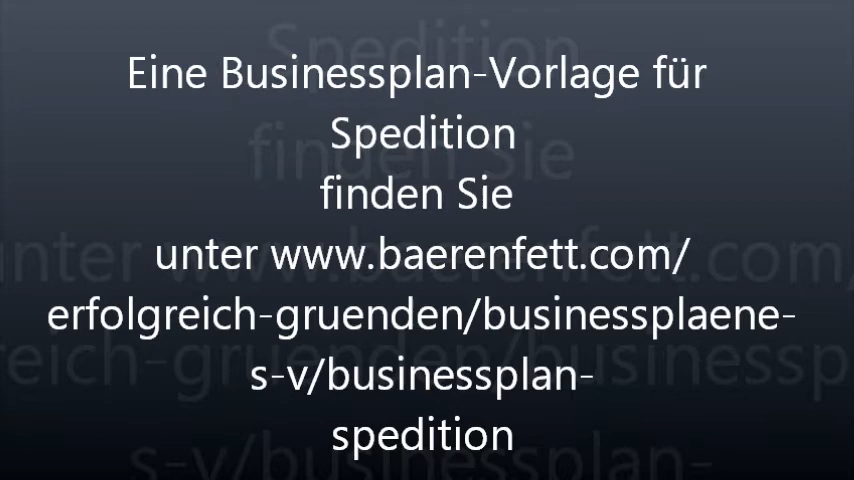 Eine Businessplan-Vorlage für
Spedition
finden Sie
unter www.baerenfett.com/
erfolgreich-gruenden/businessplaene-
s-v/businessplan-
spedition